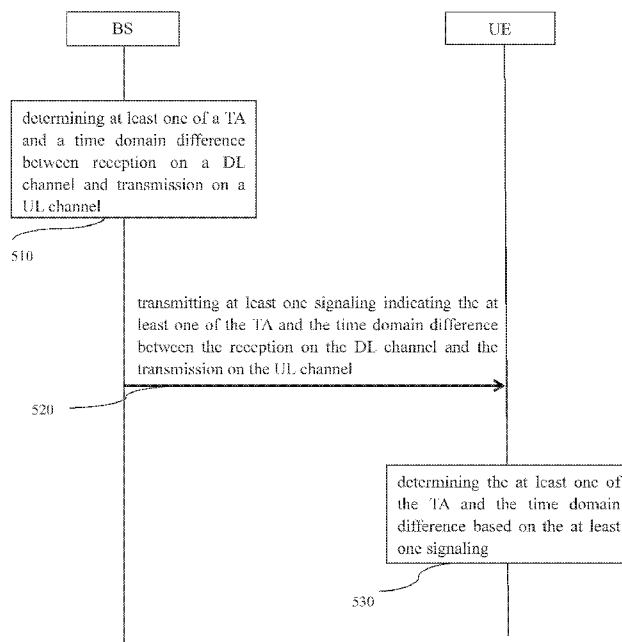 BS
UE
determining at least one of a TA
and a time domain difference
between reception on a DL
channel and transmission on a
UL channel
510
transmitting at least one signaling indicating the at
least one of the TA and the time domain difference
between the reception on the DL channel and the
transmission on the UL channel
520
determining the at least one of
the TA and the time domain
difference based on the at least
one signaling
530